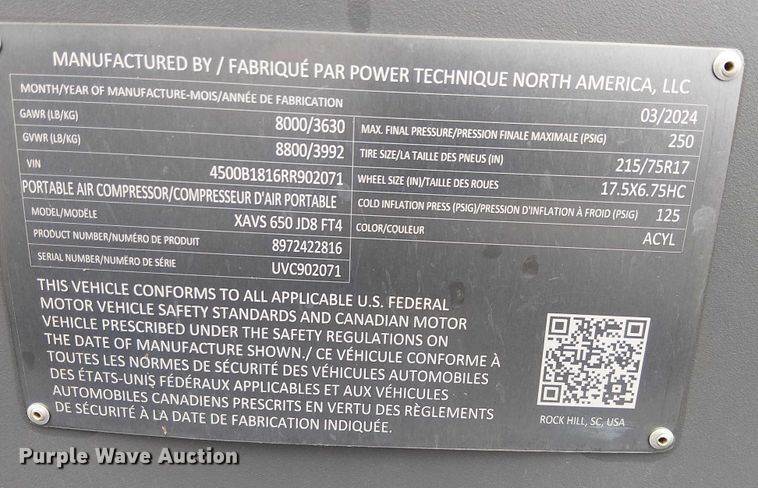 MANUFACTURED BY / FABRIQUÉ PAR POWER TECHNIQUE NORTH AMERICA, LLC
MONTH/YEAR OF MANUFACTURE-MOIS/ANNÉE DE FABRICATION 03/2024
GAWR (LB/KG) 8000/3630
GVWR (LB/KG) 8800/3992
VIN 4500B1816RR902071
PORTABLE AIR COMPRESSOR/COMPRESSEUR D'AIR PORTABLE
MODEL/MODÈLE XAVS 650 JD8 FT4
PRODUCT NUMBER/NUMÉRO DE PRODUIT 8972422816
SERIAL NUMBER/NUMÉRO DE SÉRIE UVC902071
MAX. FINAL PRESSURE/PRESSION FINALE MAXIMALE (PSIG) 250
TIRE SIZE/LA TAILLE DES PNEUS (IN) 215/75R17
WHEEL SIZE (IN)/TAILLE DES ROUES 17.5X6.75HC
COLD INFLATION PRESS (PSIG)/PRESSION D'INFLATION À FROID (PSIG) 125
COLOR/COULEUR ACYL
THIS VEHICLE CONFORMS TO ALL APPLICABLE U.S. FEDERAL
MOTOR VEHICLE SAFETY STANDARDS AND CANADIAN MOTOR
VEHICLE PRESCRIBED UNDER THE SAFETY REGULATIONS ON
THE DATE OF MANUFACTURE SHOWN./ CE VÉHICULE CONFORME À
TOUTES LES NORMES DE SÉCURITÉ DES VÉHICULES AUTOMOBILES
DES ÉTATS-UNIS FÉDÉRAUX APPLICABLES ET AUX VÉHICULES
AUTOMOBILES CANADIENS PRESCRITS EN VERTU DES RÈGLEMENTS
DE SÉCURITÉ À LA DATE DE FABRICATION INDIQUÉE.
ROCK HILL, SC, USA
Purple Wave Auction